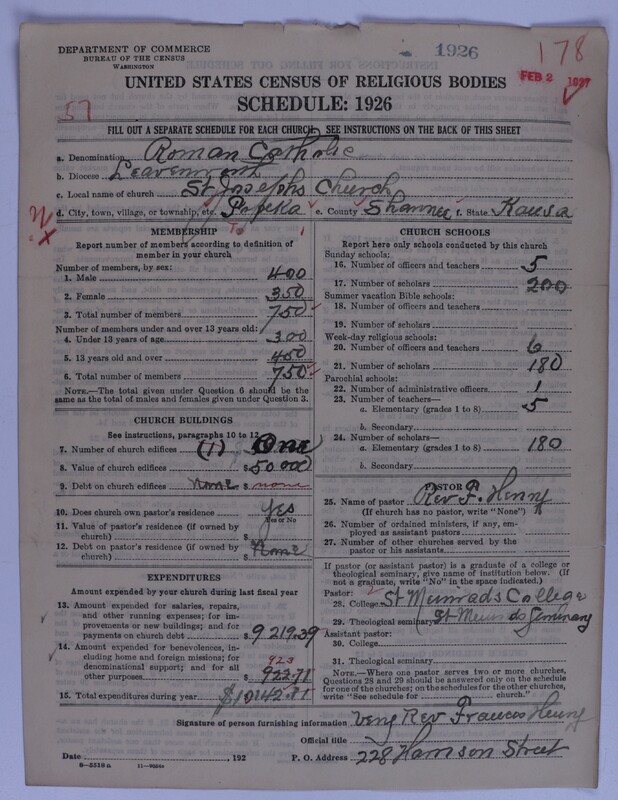 DEPARTMENT OF COMMERCE
BUREAU OF THE CENSUS
WASHINGTON
1926
178
FEB 2 1927
UNITED STATES CENSUS OF RELIGIOUS BODIES
SCHEDULE: 1926
57
FILL OUT A SEPARATE SCHEDULE FOR EACH CHURCH. SEE INSTRUCTIONS ON THE BACK OF THIS SHEET
a. Denomination Roman Catholic
b. Diocese Leavenworth
c. Local name of church St Josephs Church
d. City, town, village, or township, etc. Topeka e. County Shawnee f. State Kansa
MEMBERSHIP
Report number of members according to definition of member in your church
Number of members, by sex:
1. Male 400
2. Female 350
3. Total number of members 750
Number of members under and over 13 years old:
4. Under 13 years of age 300
5. 13 years old and over 450
6. Total number of members 750
NOTE.—The total given under Question 6 should be the
same as the total of males and females given under Question 3.
CHURCH BUILDINGS
See instructions, paragraphs 10 to 12
7. Number of church edifices (1) One
8. Value of church edifices $50000
9. Debt on church edifices None $ none
10. Does church own pastor's residence yes
Yes or No
11. Value of pastor's residence (if owned by
church) $
12. Debt on pastor's residence (if owned by
church) $ None
EXPENDITURES
Amount expended by your church during last fiscal year
13. Amount expended for salaries, repairs,
and other running expenses; for im-
provements or new buildings; and for
payments on church debt $9219.39
14. Amount expended for benevolences, in-
cluding home and foreign missions; for
denominational support; and for all
923
other purposes $ 922.71
15. Total expenditures during year
CHURCH SCHOOLS
Report here only schools conducted by this church
Sunday schools:
16. Number of officers and teachers 5
17. Number of scholars 200
Summer vacation Bible schools:
18. Number of officers and teachers
19. Number of scholars
Week-day religious schools:
20. Number of officers and teachers 6
21. Number of scholars 180
Parochial schools:
22. Number of administrative officers 1
23. Number of teachers—
a. Elementary (grades 1 to 8) 5
b. Secondary
24. Number of scholars—
a. Elementary (grades 1 to 8) 180
b. Secondary
PASTOR
25. Name of pastor Rev F. Henry
(If church has no pastor, write "None")
26. Number of ordained ministers, if any, em-
ployed as assistant pastors
27. Number of other churches served by the
pastor or his assistants
If pastor (or assistant pastor) is a graduate of a college or
theological seminary, give name of institution below. (If
not a graduate, write "No" in the space indicated.)
Pastor:
28. College St Meinrads College
29. Theological seminary St Meinrads Seminary
Assistant pastor:
30. College
31. Theological seminary
NOTE.—Where one pastor serves two or more churches,
Questions 28 and 29 should be answered only on the schedule
for one of the churches; on the schedules for the other churches,
write "See schedule for church."
Signature of person furnishing information Very Rev Frances Henry
Official title
Date , 192 P. O. Address 228 Harrison Street
8-5519a